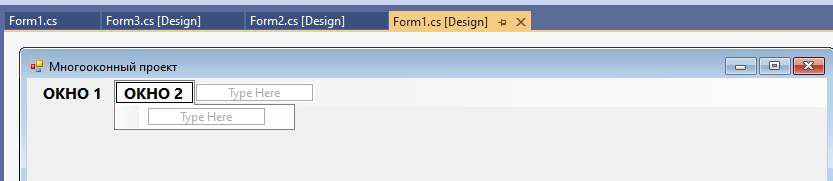 Form1.cs Form3.cs [Design] Form2.cs [Design] Form1.cs [Design]
Многооконный проект
ОКНО 1 ОКНО 2 Type Here
Type Here